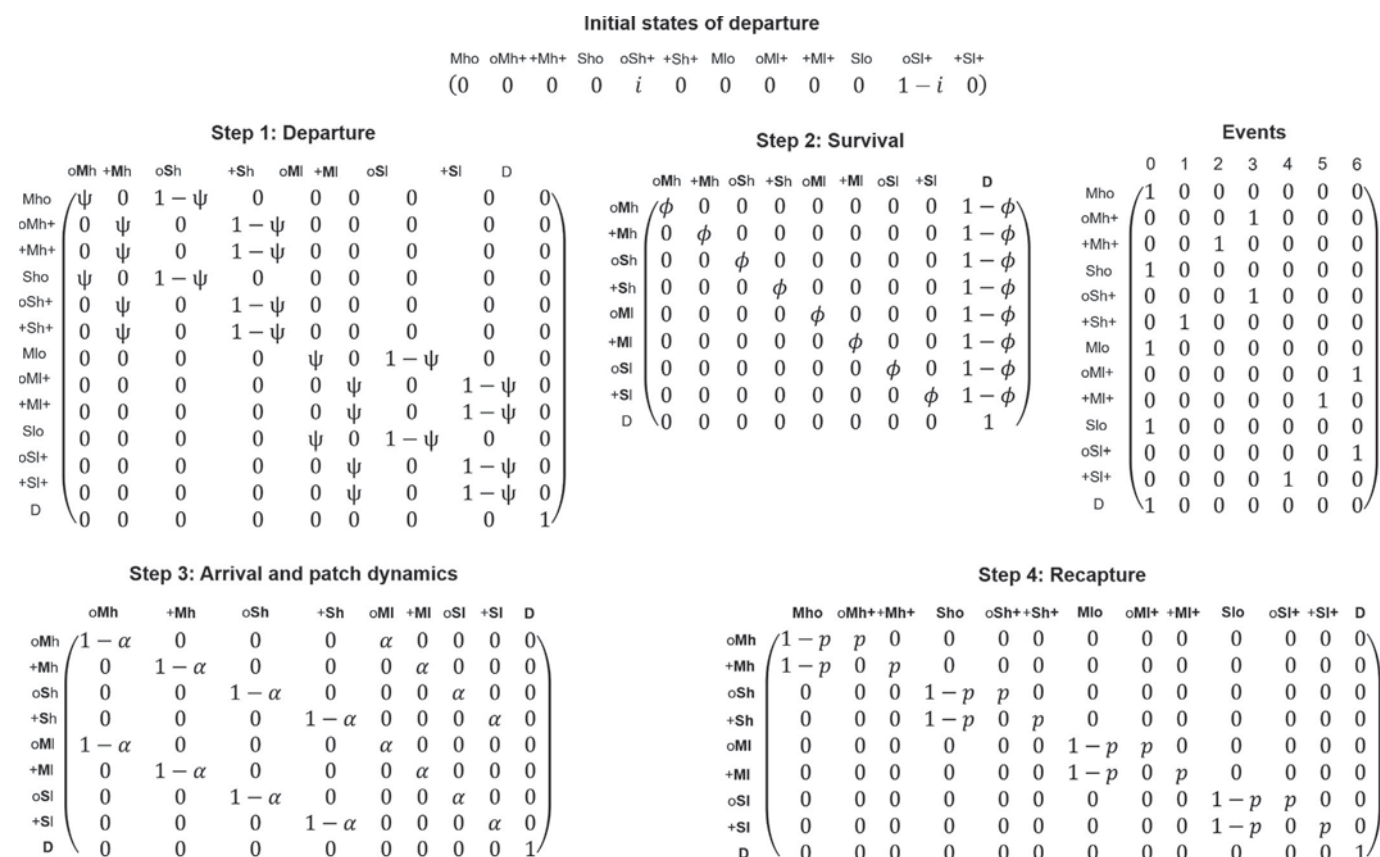 Initial states of departure
Mho oMh+ +Mh+ Sho oSh+ +Sh+ Mlo oMl+ +Ml+ Slo oSl+ +Sl+
(0 0 0 0 i 0 0 0 0 0 1 − i 0)
Step 1: Departure
oMh +Mh oSh +Sh oMl +Ml oSl +Sl D
Mho ψ 0 1 − ψ 0 0 0 0 0 0
oMh+ 0 ψ 0 1 − ψ 0 0 0 0 0
+Mh+ 0 ψ 0 1 − ψ 0 0 0 0 0
Sho ψ 0 1 − ψ 0 0 0 0 0 0
oSh+ 0 ψ 0 1 − ψ 0 0 0 0 0
+Sh+ 0 ψ 0 1 − ψ 0 0 0 0 0
Mlo 0 0 0 0 ψ 0 1 − ψ 0 0
oMl+ 0 0 0 0 0 ψ 0 1 − ψ 0
+Ml+ 0 0 0 0 0 ψ 0 1 − ψ 0
Slo 0 0 0 0 ψ 0 1 − ψ 0 0
oSl+ 0 0 0 0 0 ψ 0 1 − ψ 0
+Sl+ 0 0 0 0 0 ψ 0 1 − ψ 0
D 0 0 0 0 0 0 0 0 1
Step 2: Survival
oMh +Mh oSh +Sh oMl +Ml oSl +Sl D
oMh ϕ 0 0 0 0 0 0 0 1 − ϕ
+Mh 0 ϕ 0 0 0 0 0 0 1 − ϕ
oSh 0 0 ϕ 0 0 0 0 0 1 − ϕ
+Sh 0 0 0 ϕ 0 0 0 0 1 − ϕ
oMl 0 0 0 0 ϕ 0 0 0 1 − ϕ
+Ml 0 0 0 0 0 ϕ 0 0 1 − ϕ
oSl 0 0 0 0 0 0 ϕ 0 1 − ϕ
+Sl 0 0 0 0 0 0 0 ϕ 1 − ϕ
D 0 0 0 0 0 0 0 0 1
Events
0 1 2 3 4 5 6
Mho 1 0 0 0 0 0 0
oMh+ 0 0 0 1 0 0 0
+Mh+ 0 0 1 0 0 0 0
Sho 1 0 0 0 0 0 0
oSh+ 0 0 0 1 0 0 0
+Sh+ 0 1 0 0 0 0 0
Mlo 1 0 0 0 0 0 0
oMl+ 0 0 0 0 0 0 1
+Ml+ 0 0 0 0 0 1 0
Slo 1 0 0 0 0 0 0
oSl+ 0 0 0 0 0 0 1
+Sl+ 0 0 0 0 1 0 0
D 1 0 0 0 0 0 0
Step 3: Arrival and patch dynamics
oMh +Mh oSh +Sh oMl +Ml oSl +Sl D
oMh 1 − α 0 0 0 α 0 0 0 0
+Mh 0 1 − α 0 0 0 α 0 0 0
oSh 0 0 1 − α 0 0 0 α 0 0
+Sh 0 0 0 1 − α 0 0 0 α 0
oMl 1 − α 0 0 0 α 0 0 0 0
+Ml 0 1 − α 0 0 0 α 0 0 0
oSl 0 0 1 − α 0 0 0 α 0 0
+Sl 0 0 0 1 − α 0 0 0 α 0
D 0 0 0 0 0 0 0 0 1
Step 4: Recapture
Mho oMh+ +Mh+ Sho oSh+ +Sh+ Mlo oMl+ +Ml+ Slo oSl+ +Sl+ D
oMh 1 − p p 0 0 0 0 0 0 0 0 0 0 0
+Mh 1 − p 0 p 0 0 0 0 0 0 0 0 0 0
oSh 0 0 0 1 − p p 0 0 0 0 0 0 0 0
+Sh 0 0 0 1 − p 0 p 0 0 0 0 0 0 0
oMl 0 0 0 0 0 0 1 − p p 0 0 0 0 0
+Ml 0 0 0 0 0 0 1 − p 0 p 0 0 0 0
oSl 0 0 0 0 0 0 0 0 0 1 − p p 0 0
+Sl 0 0 0 0 0 0 0 0 0 1 − p 0 p 0
D 0 0 0 0 0 0 0 0 0 0 0 0 1